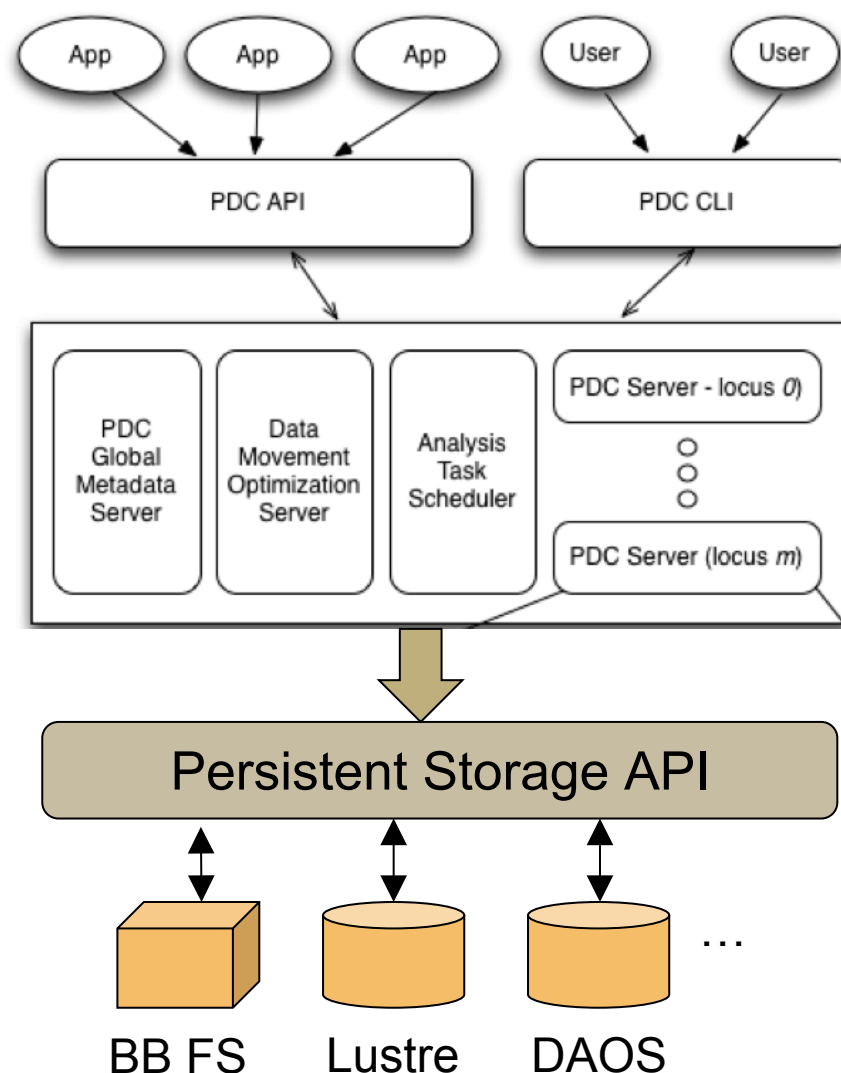 App
App
App
User
User
PDC API
PDC CLI
PDC
Global
Metadata
Server
Data
Movement
Optimization
Server
Analysis
Task
Scheduler
PDC Server - locus 0)
PDC Server (locus m)
Persistent Storage API
BB FS
Lustre
DAOS
...